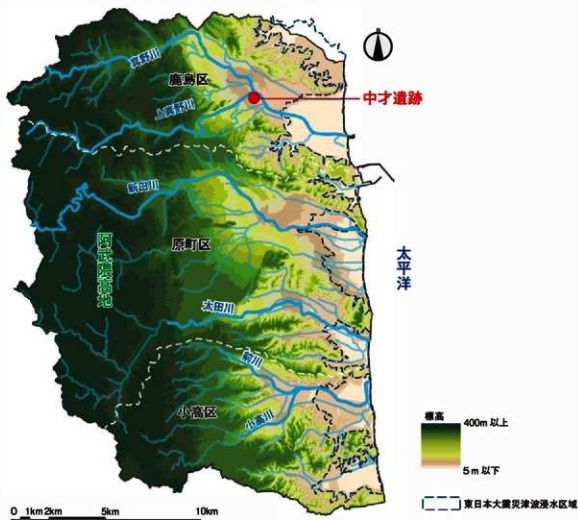 真野川
鹿島区
中才遺跡
上真野川
新田川
原町区
阿武隈高地
太平洋
太田川
前川
小高区
小高川
標高
400m 以上
5m 以下
東日本大震災津波浸水区域
0 1km 2km 5km 10km